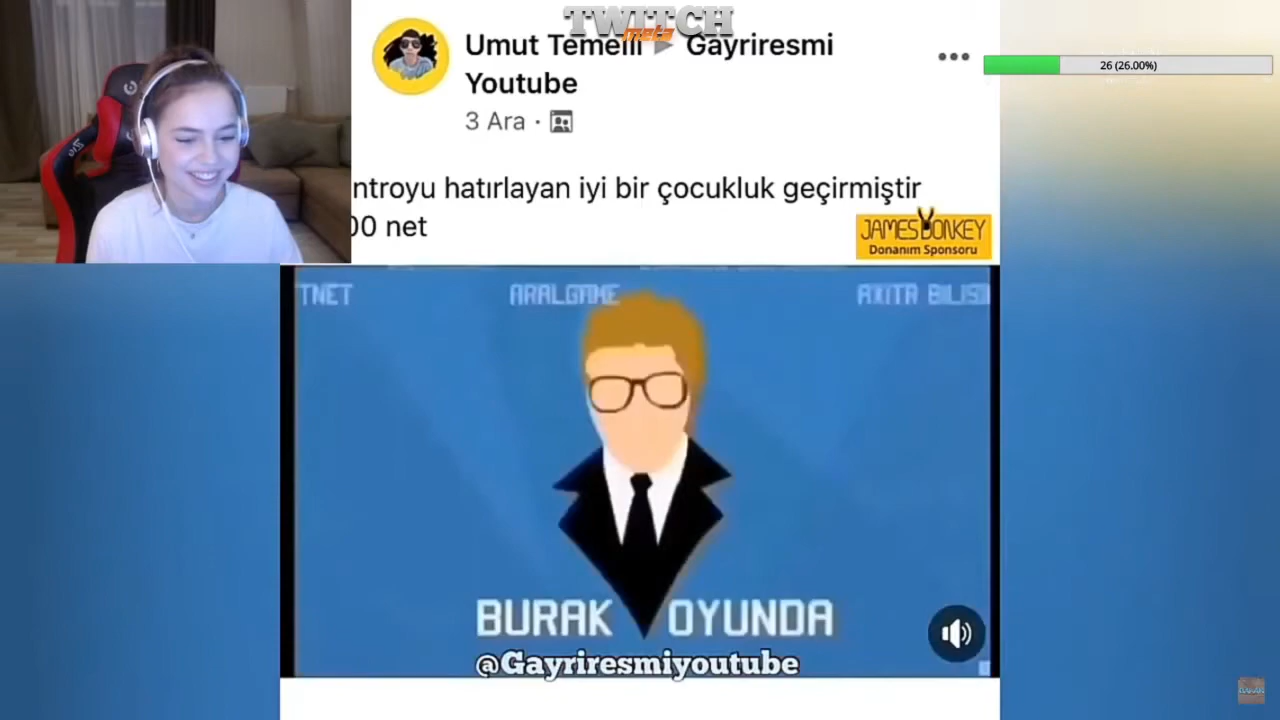 TWITCH
meta
Umut Temelli ▸ Gayriresmi
Youtube
3 Ara ·
26 (26.00%)
ntroyu hatırlayan iyi bir çocukluk geçirmiştir
00 net
JAMES DONKEY
Donanım Sponsoru
TNET
ARALGAME
AXITA BILISI
BURAK OYUNDA
@Gayriresmiyoutube